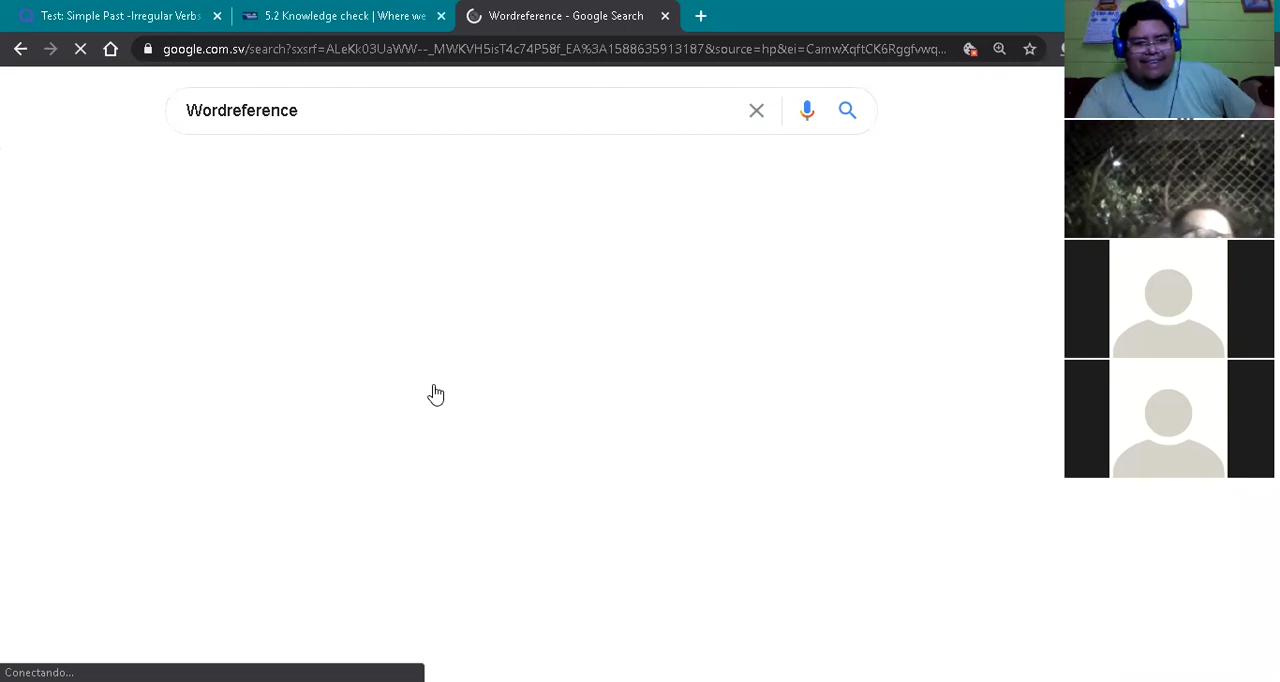 Test: Simple Past -Irregular Verbs
5.2 Knowledge check | Where we
Wordreference - Google Search
google.com.sv/search?sxsrf=ALeKk03UaWW--_MWKVH5isT4c74P58f_EA%3A1588635913187&source=hp&ei=CamwXqftCK6Rggfvwq...
Wordreference
Conectando...